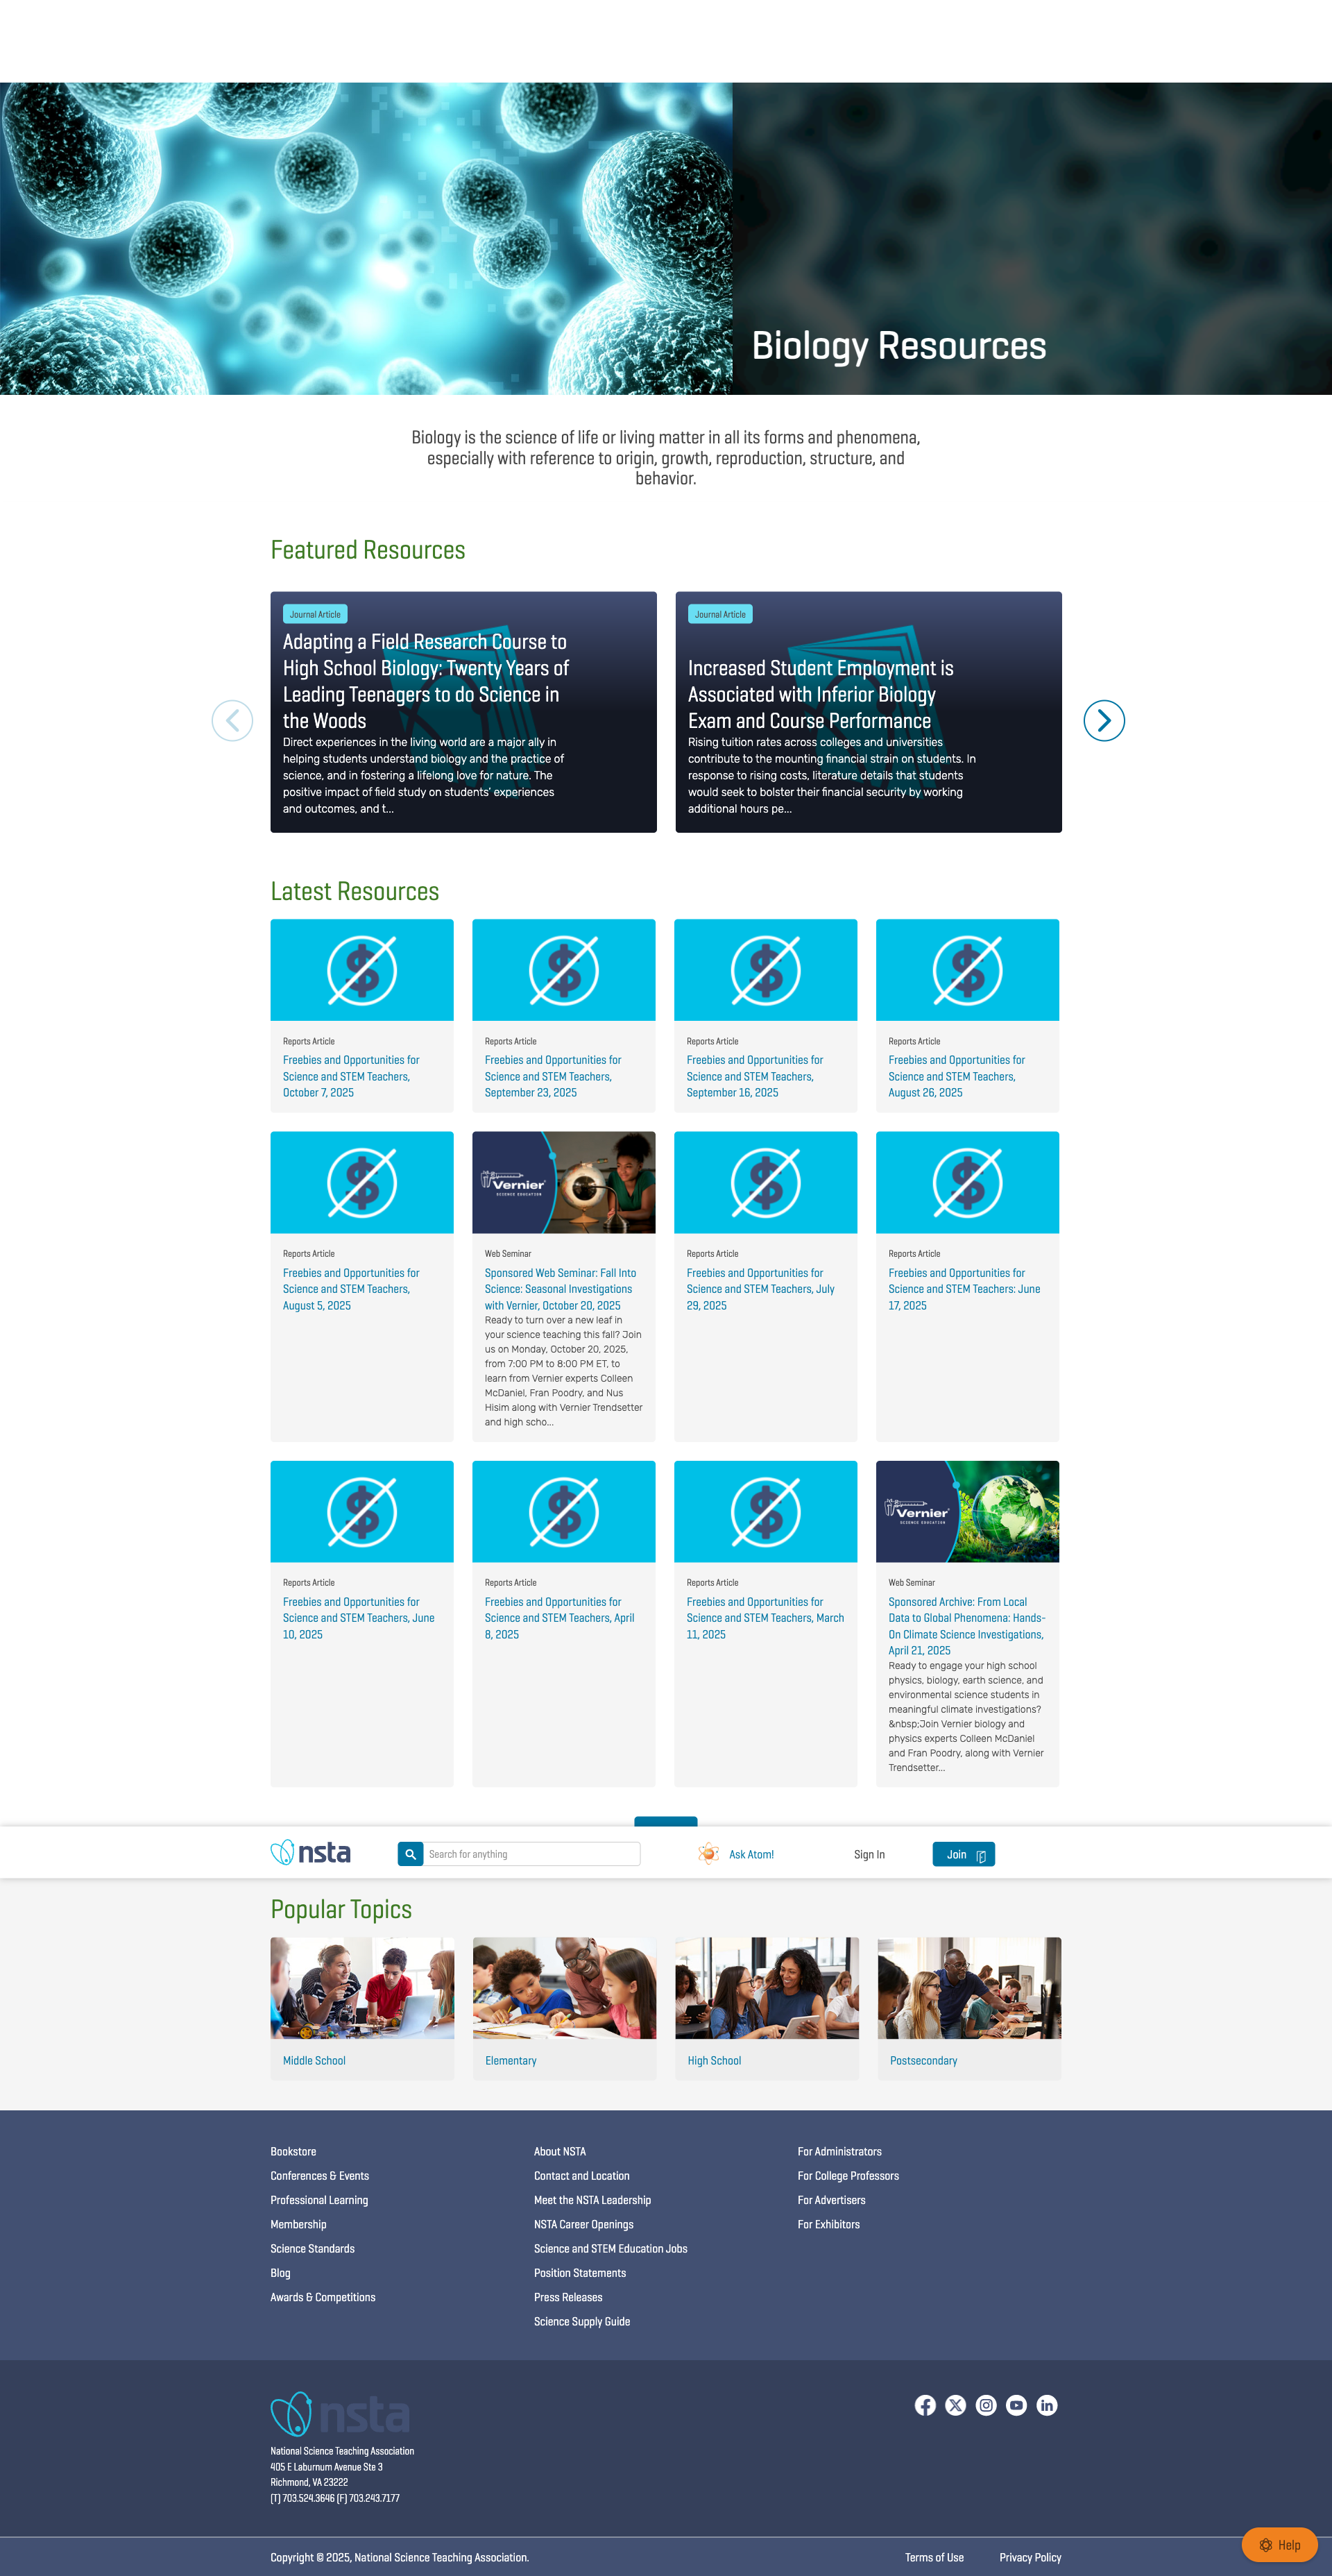 Biology Resources
Biology is the science of life or living matter in all its forms and phenomena,
especially with reference to origin, growth, reproduction, structure, and
behavior.
Featured Resources
Journal Article
Adapting a Field Research Course to
High School Biology: Twenty Years of
Leading Teenagers to do Science in
the Woods
Direct experiences in the living world are a major ally in
helping students understand biology and the practice of
science, and in fostering a lifelong love for nature. The
positive impact of field study on students' experiences
and outcomes, and t...
Journal Article
Increased Student Employment is
Associated with Inferior Biology
Exam and Course Performance
Rising tuition rates across colleges and universities
contribute to the mounting financial strain on students. In
response to rising costs, literature details that students
would seek to bolster their financial security by working
additional hours pe...
Latest Resources
Reports Article
Freebies and Opportunities for
Science and STEM Teachers,
October 7, 2025
Reports Article
Freebies and Opportunities for
Science and STEM Teachers,
September 23, 2025
Reports Article
Freebies and Opportunities for
Science and STEM Teachers,
September 16, 2025
Reports Article
Freebies and Opportunities for
Science and STEM Teachers,
August 26, 2025
Reports Article
Freebies and Opportunities for
Science and STEM Teachers,
August 5, 2025
Vernier
SCIENCE EDUCATION
Web Seminar
Sponsored Web Seminar: Fall Into
Science: Seasonal Investigations
with Vernier, October 20, 2025
Ready to turn over a new leaf in
your science teaching this fall? Join
us on Monday, October 20, 2025,
from 7:00 PM to 8:00 PM ET, to
learn from Vernier experts Colleen
McDaniel, Fran Poodry, and Nus
Hisim along with Vernier Trendsetter
and high scho...
Reports Article
Freebies and Opportunities for
Science and STEM Teachers, July
29, 2025
Reports Article
Freebies and Opportunities for
Science and STEM Teachers: June
17, 2025
Reports Article
Freebies and Opportunities for
Science and STEM Teachers, June
10, 2025
Reports Article
Freebies and Opportunities for
Science and STEM Teachers, April
8, 2025
Reports Article
Freebies and Opportunities for
Science and STEM Teachers, March
11, 2025
Vernier
SCIENCE EDUCATION
Web Seminar
Sponsored Archive: From Local
Data to Global Phenomena: Hands-
On Climate Science Investigations,
April 21, 2025
Ready to engage your high school
physics, biology, earth science, and
environmental science students in
meaningful climate investigations?
&nbsp;Join Vernier biology and
physics experts Colleen McDaniel
and Fran Poodry, along with Vernier
Trendsetter...
nsta
Search for anything
Ask Atom!
Sign In
Join
Popular Topics
Middle School
Elementary
High School
Postsecondary
Bookstore
Conferences & Events
Professional Learning
Membership
Science Standards
Blog
Awards & Competitions
About NSTA
Contact and Location
Meet the NSTA Leadership
NSTA Career Openings
Science and STEM Education Jobs
Position Statements
Press Releases
Science Supply Guide
For Administrators
For College Professors
For Advertisers
For Exhibitors
nsta
National Science Teaching Association
405 E Laburnum Avenue Ste 3
Richmond, VA 23222
(T) 703.524.3646 (F) 703.243.7177
Help
Copyright © 2025, National Science Teaching Association.
Terms of Use
Privacy Policy